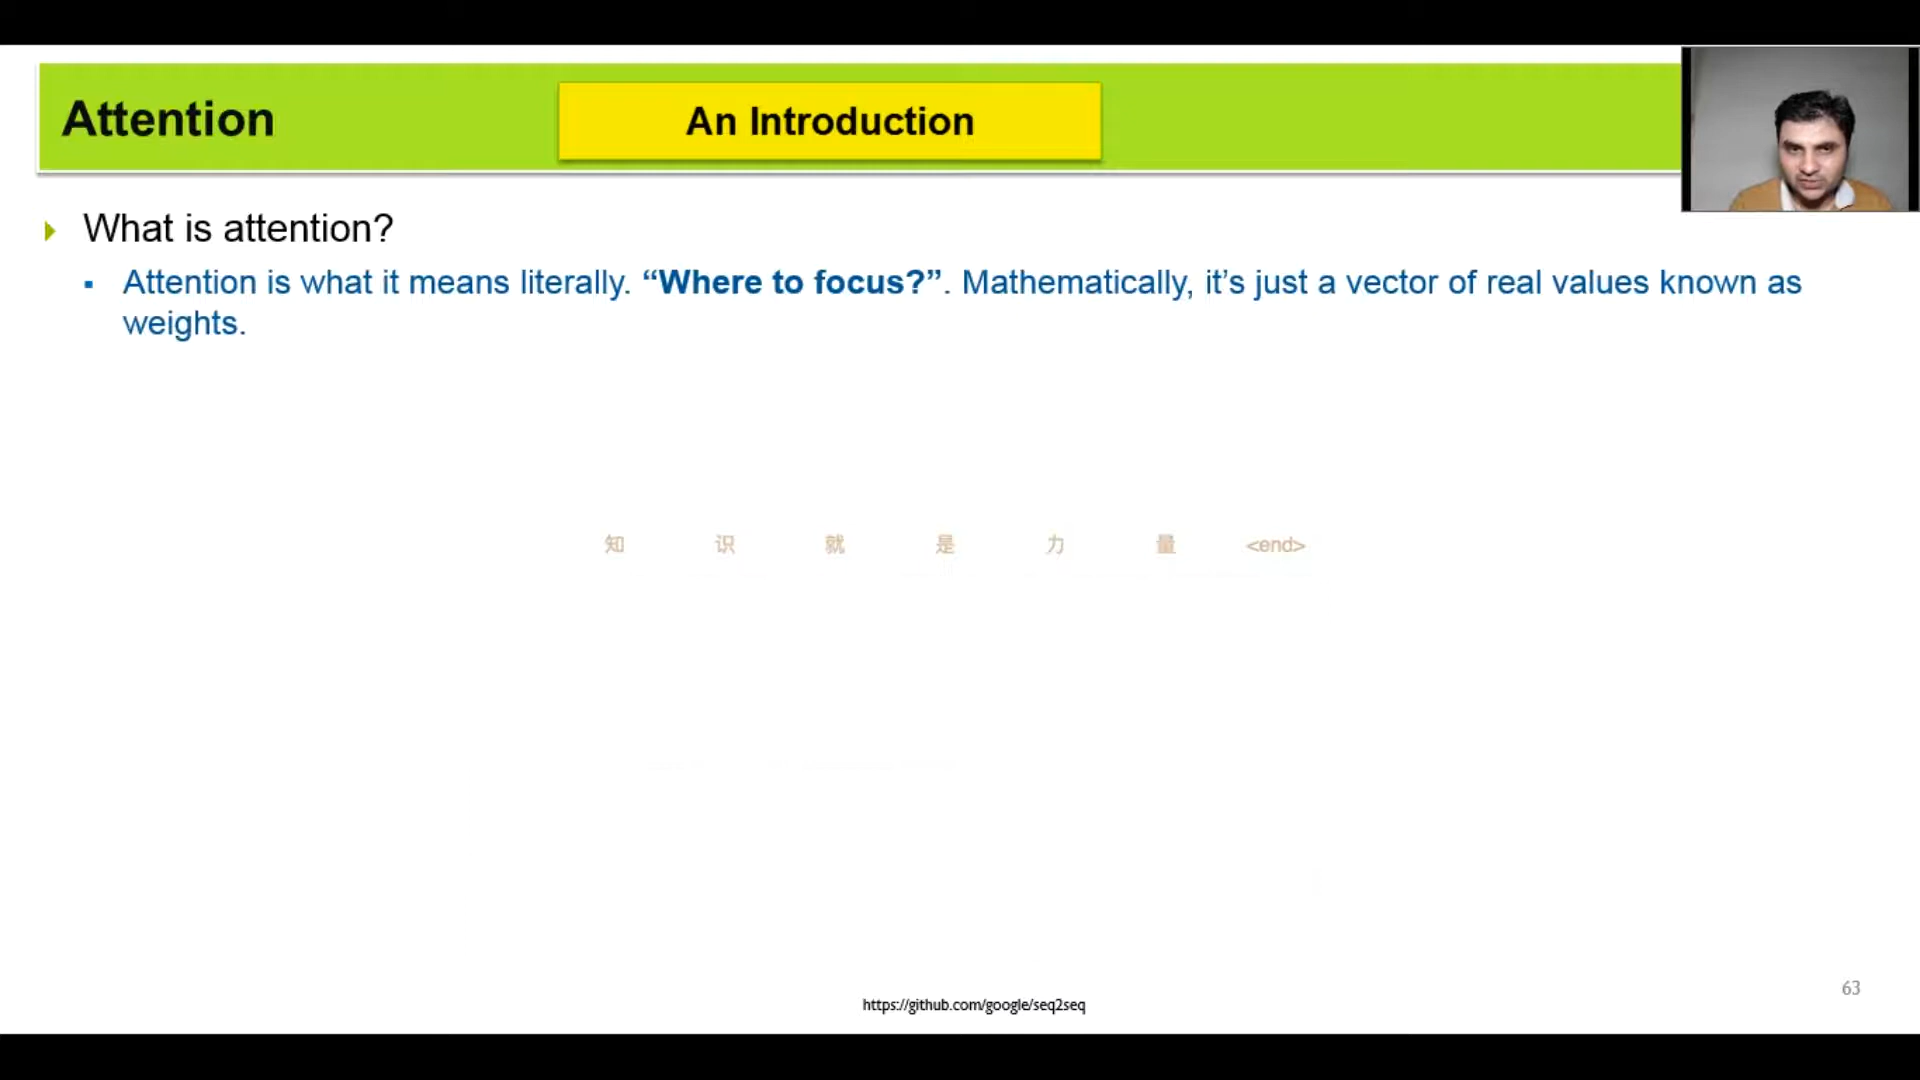 Attention
An Introduction
What is attention?
Attention is what it means literally. “Where to focus?”. Mathematically, it’s just a vector of real values known as
weights.
知 识 就 是 力 量 <end>
63
https://github.com/google/seq2seq